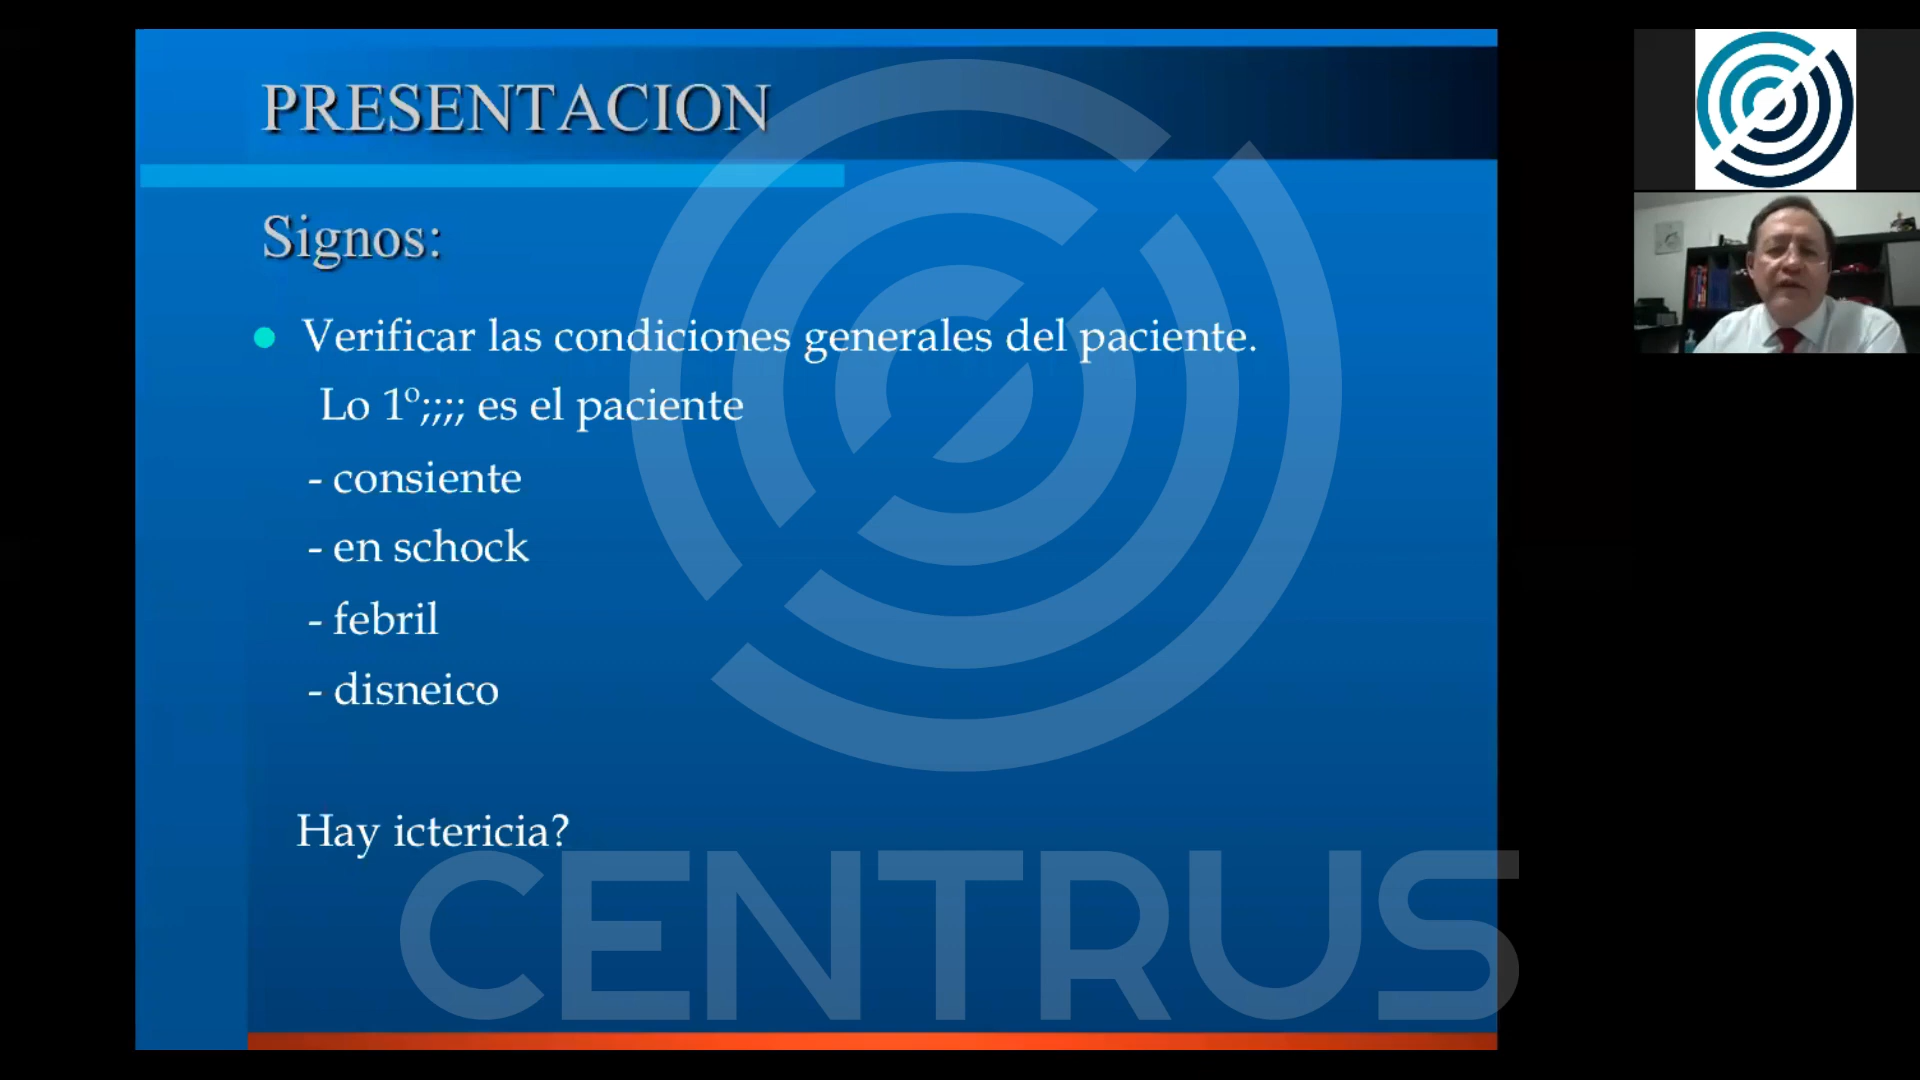 PRESENTACION
Signos:
Verificar las condiciones generales del paciente.
Lo 1º;;;; es el paciente
- consiente
- en schock
- febril
- disneico
Hay ictericia?
CENTRUS